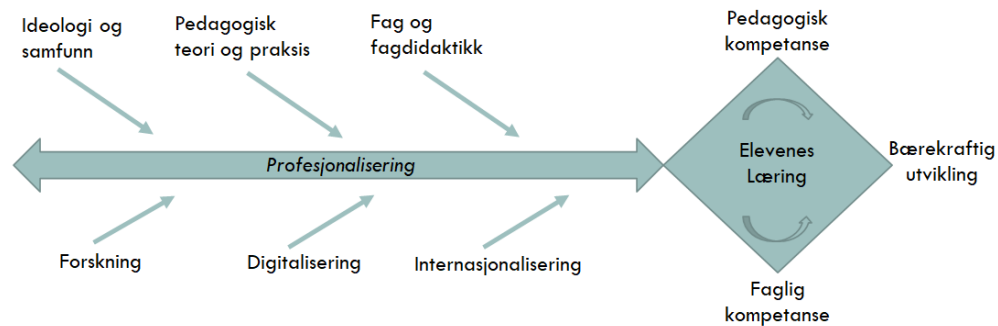 Ideologi og
samfunn
Pedagogisk
teori og praksis
Fag og
fagdidaktikk
Profesjonalisering
Forskning
Digitalisering
Internasjonalisering
Pedagogisk
kompetanse
Elevenes
Læring
Bærekraftig
utvikling
Faglig
kompetanse